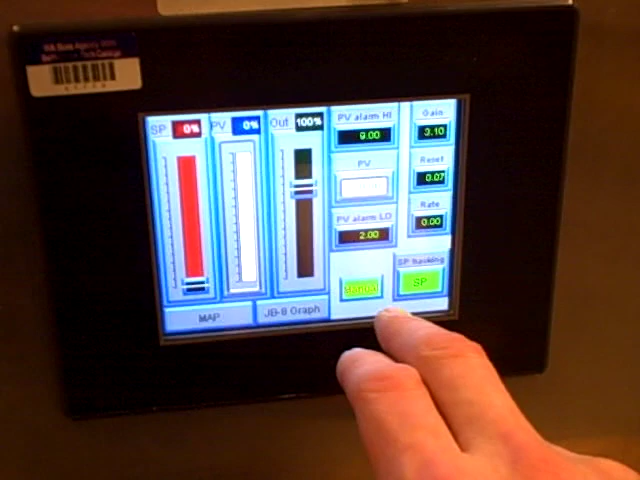 SP 0% PV 0% Out 100%
PV alarm HI
9.00
PV
PV alarm LO
2.00
Gain
3.10
Reset
0.07
Rate
0.00
SP tracking
SP
Manual
MAP
JB-8 Graph